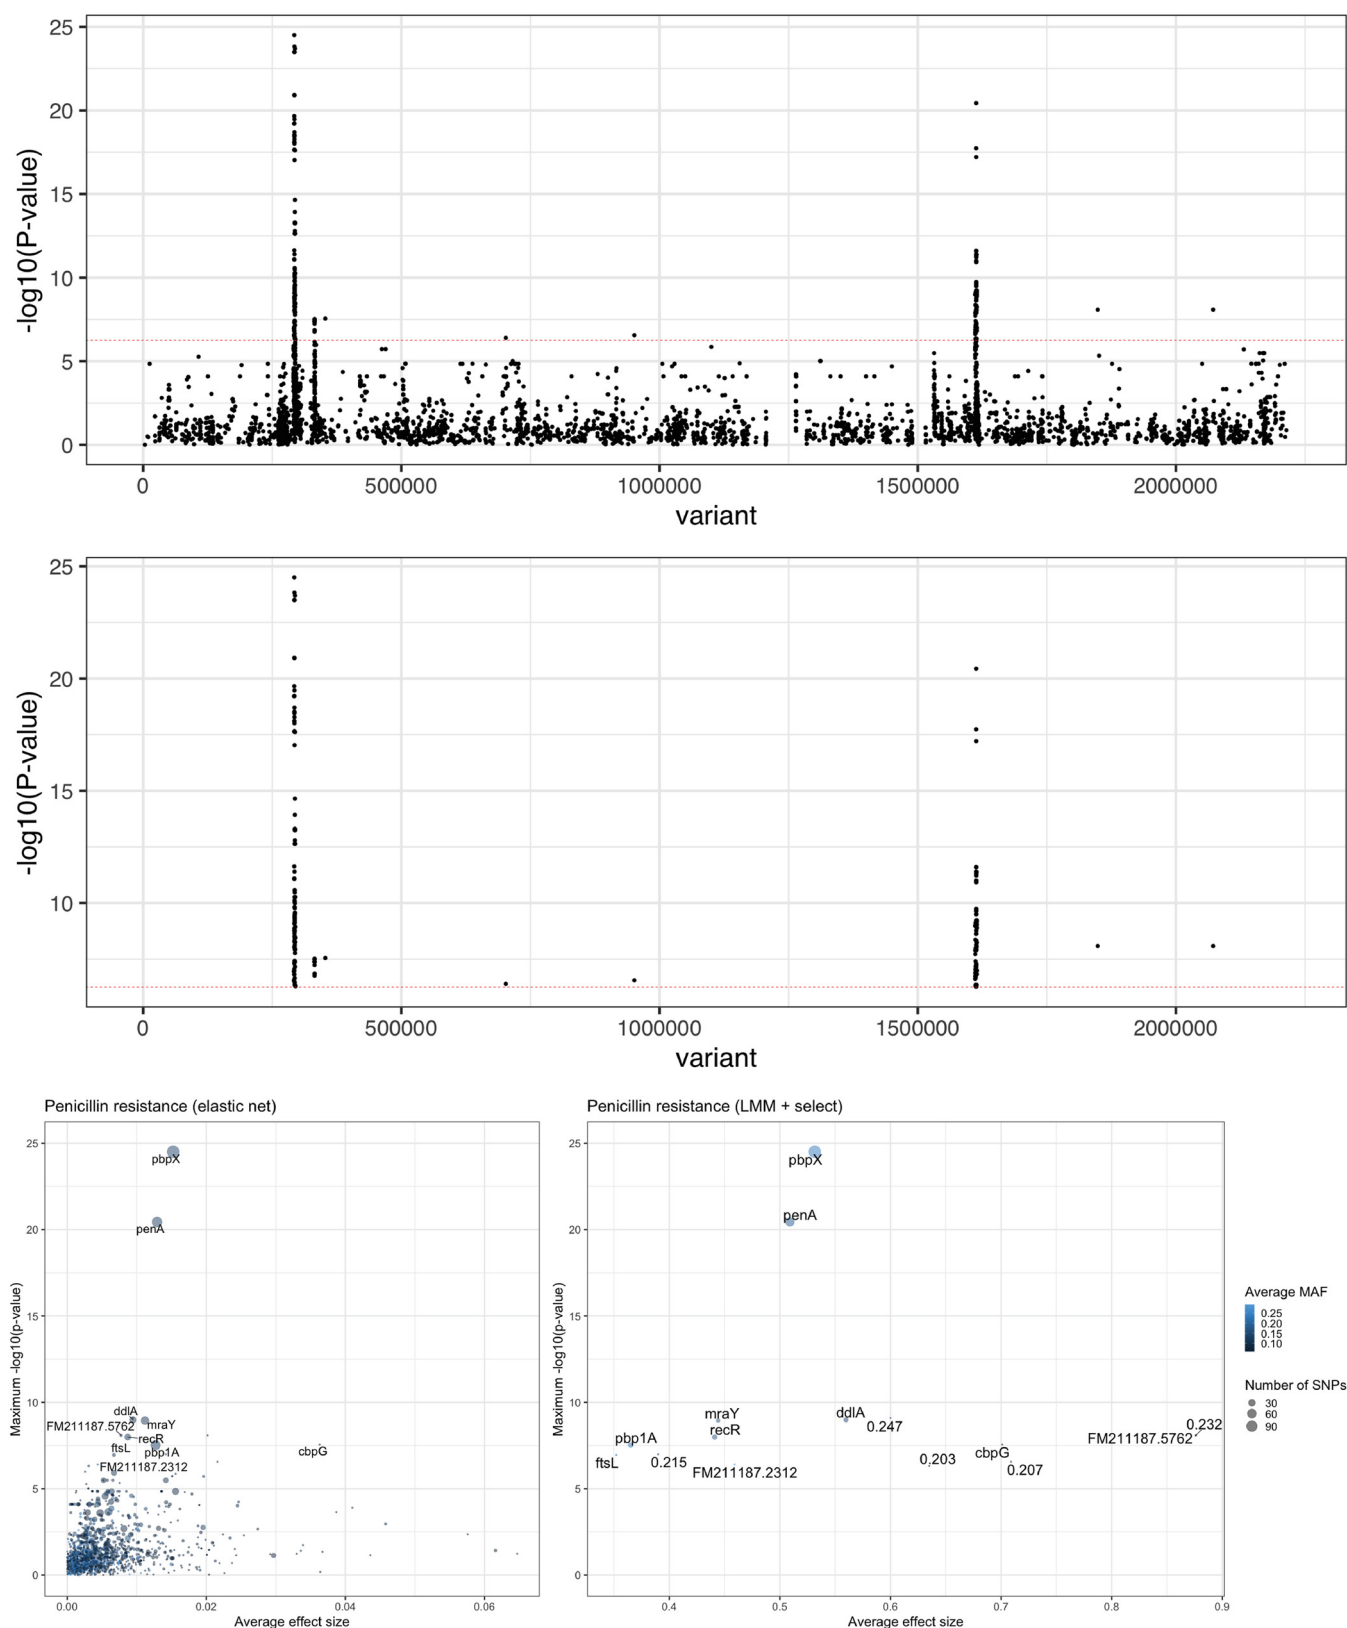 25
20
15
10
5
0
-log10(P-value)
0 500000 1000000 1500000 2000000
variant
25
20
15
10
-log10(P-value)
0 500000 1000000 1500000 2000000
variant
Penicillin resistance (elastic net)
25
20
15
10
5
0
Maximum -log10(p-value)
pbpX
penA
ddlA
FM211187.5762
mraY
recR
ftsL
pbp1A
cbpG
FM211187.2312
0.00 0.02 0.04 0.06
Average effect size
Penicillin resistance (LMM + select)
25
20
15
10
5
0
Maximum -log10(p-value)
pbpX
penA
mraY
ddlA
0.247
0.232
recR
pbp1A
FM211187.5762
cbpG
ftsL
0.215
0.203
FM211187.2312
0.207
0.4 0.5 0.6 0.7 0.8 0.9
Average effect size
Average MAF
0.25
0.20
0.15
0.10
Number of SNPs
30
60
90